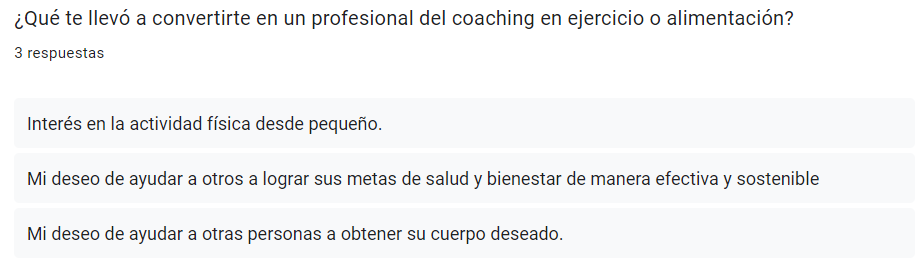 ¿Qué te llevó a convertirte en un profesional del coaching en ejercicio o alimentación?
3 respuestas
Interés en la actividad física desde pequeño.
Mi deseo de ayudar a otros a lograr sus metas de salud y bienestar de manera efectiva y sostenible
Mi deseo de ayudar a otras personas a obtener su cuerpo deseado.